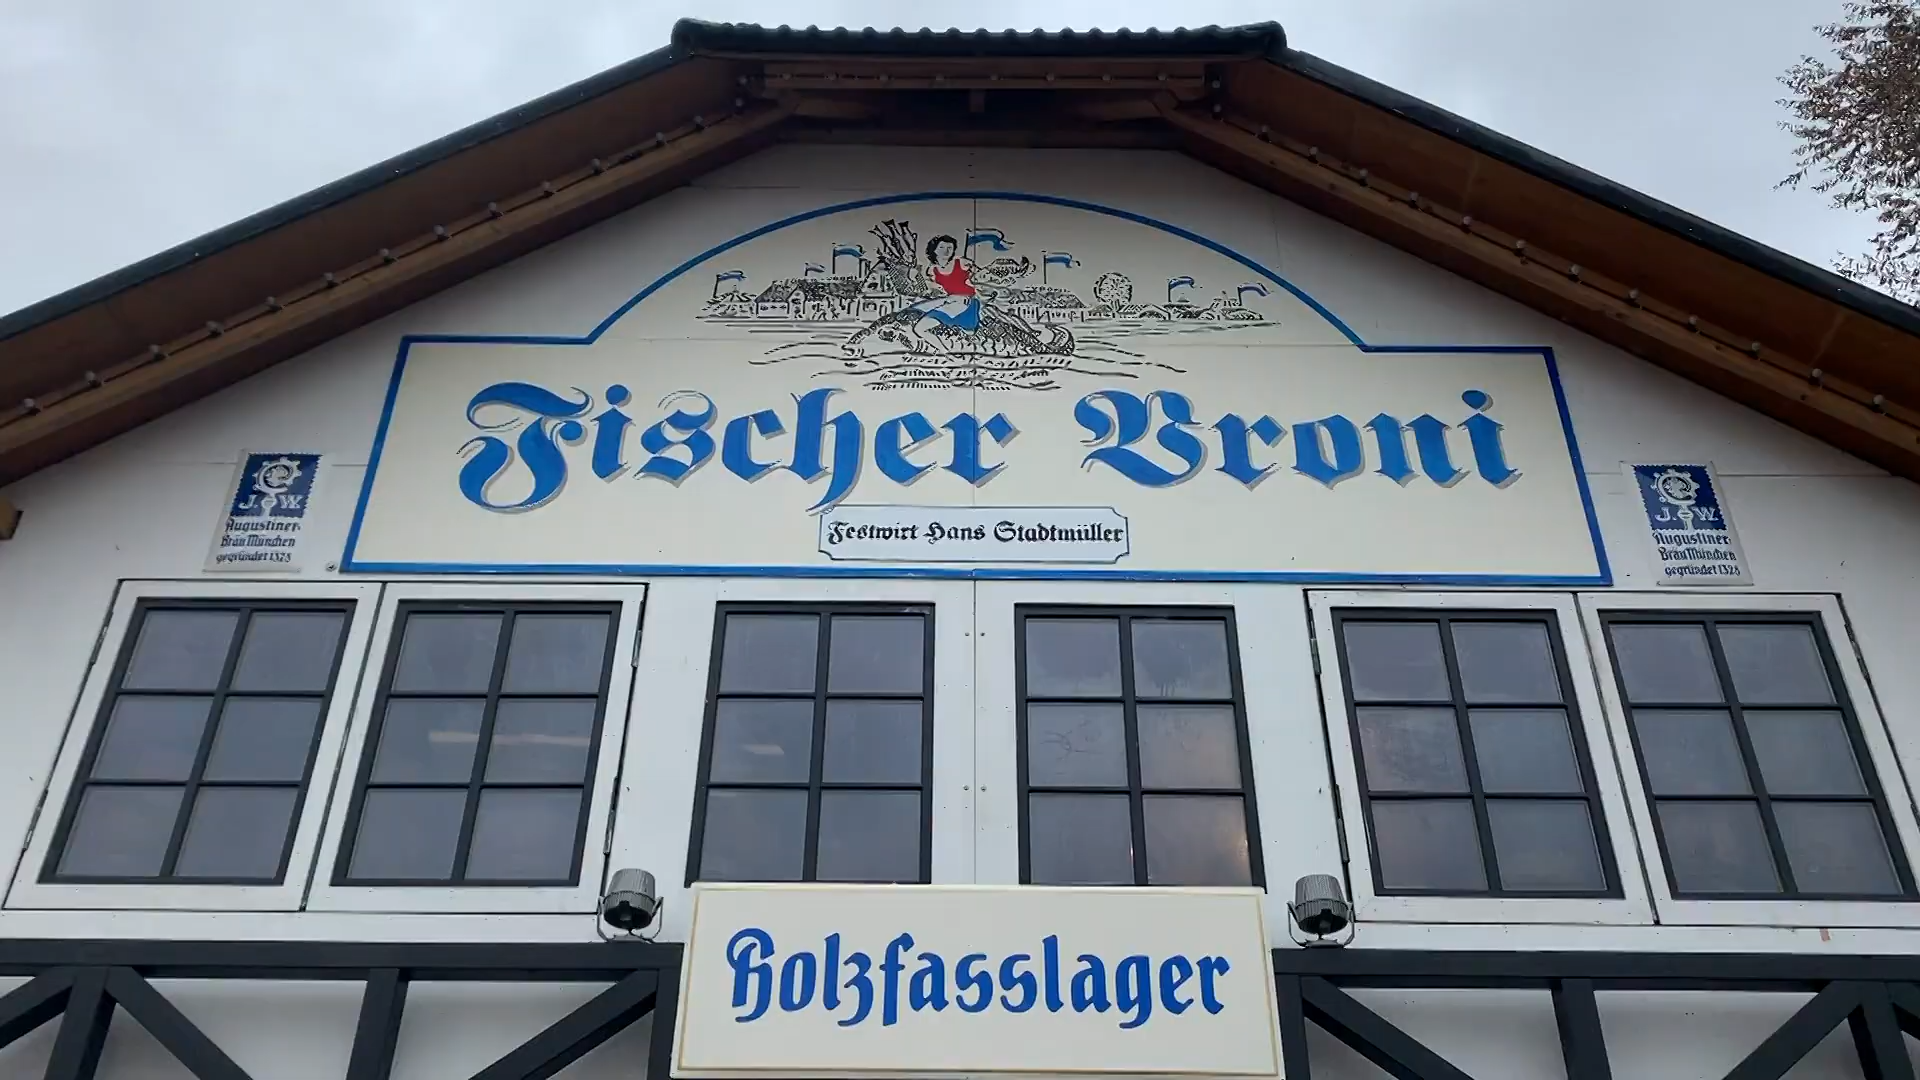 Fischer Vroni
Festwirt Hans Stadtmüller
J. W.
Augustiner
Bräu München
gegründet 1328
J. W.
Augustiner
Bräu München
gegründet 1328
Holzfasslager